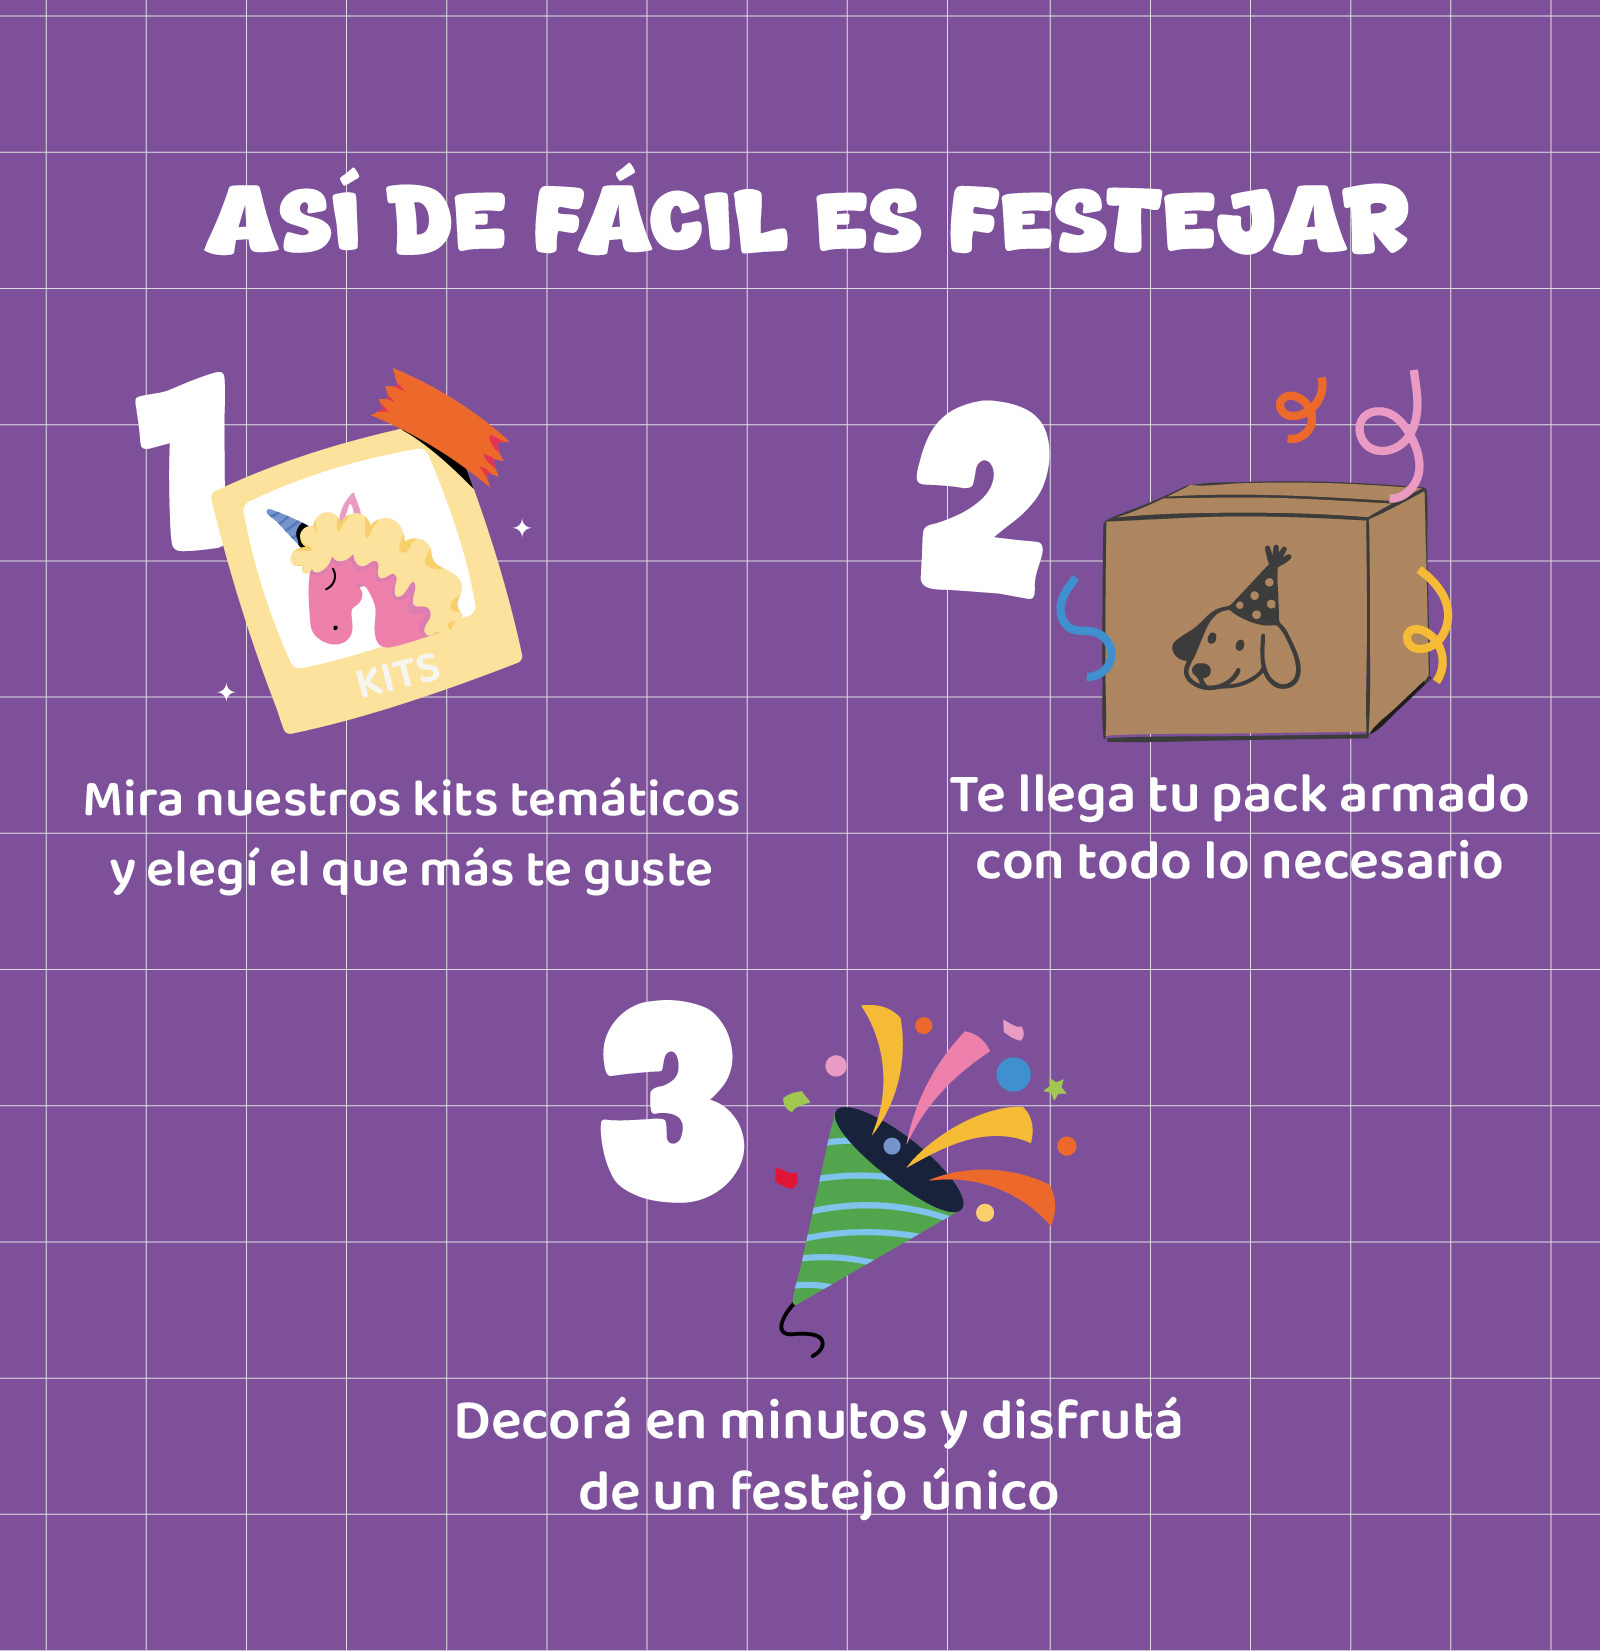 ASÍ DE FÁCIL ES FESTEJAR
1
KITS
Mira nuestros kits temáticos
y elegí el que más te guste
2
Te llega tu pack armado
con todo lo necesario
3
Decorá en minutos y disfrutá
de un festejo único